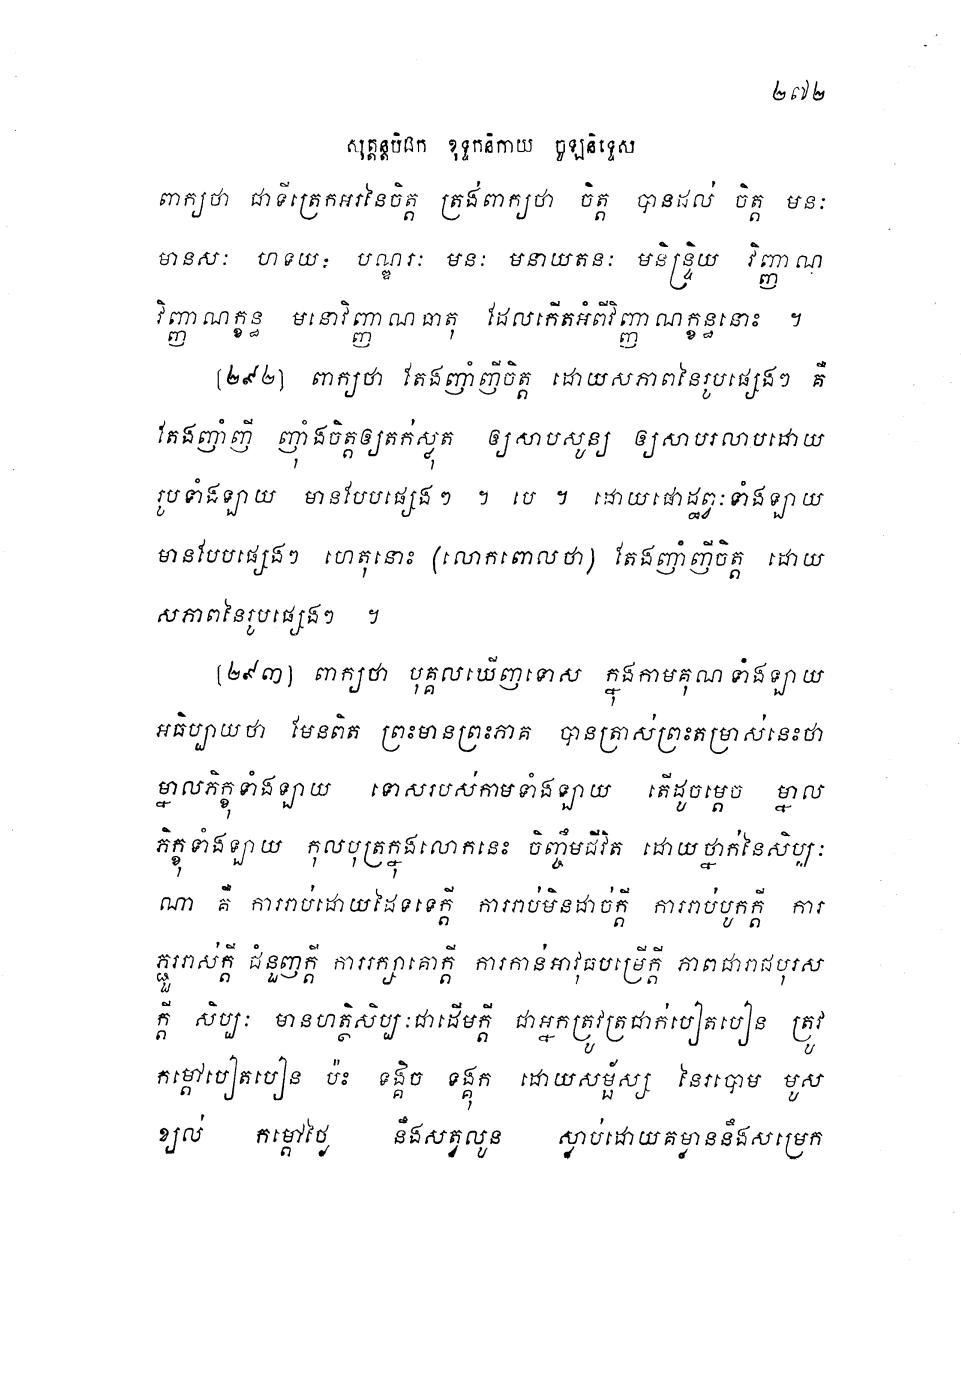 ២៧២
សុត្តន្តបិដក ខុទ្ទកនិកាយ ចូឡនិទ្ទេស
ពាក្យថា ជាទីត្រេកអរនៃចិត្ត ត្រង់ពាក្យថា ចិត្ត បានដល់ ចិត្ត មនៈ
មានសៈ ហទយៈ បណ្ឌរៈ មនៈ មនាយតនៈ មនិន្ទ្រិយ វិញ្ញាណ
វិញ្ញាណក្ខន្ធ មនោវិញ្ញាណធាតុ ដែលកើតអំពីវិញ្ញាណក្ខន្ធនោះ ។
(២៩២) ពាក្យថា តែងញាំញីចិត្ត ដោយសភាពនៃរូបផ្សេងៗ គឺ
តែងញាំញី ញុំាងចិត្តឲ្យតក់ស្លុត ឲ្យសាបសូន្យ ឲ្យសាបរលាបដោយ
រូបទាំងឡាយ មានបែបផ្សេងៗ ។ បេ ។ ដោយផោដ្ឋព្វៈទាំងឡាយ
មានបែបផ្សេងៗ ហេតុនោះ (លោកពោលថា) តែងញាំញីចិត្ត ដោយ
សភាពនៃរូបផ្សេងៗ ។
(២៩៣) ពាក្យថា បុគ្គលឃើញទោស ក្នុងកាមគុណទាំងឡាយ
អធិប្បាយថា មែនពិត ព្រះមានព្រះភាគ បានត្រាស់ព្រះតម្រាស់នេះថា
ម្នាលភិក្ខុទាំងឡាយ ទោសរបស់កាមទាំងឡាយ តើដូចម្តេច ម្នាល
ភិក្ខុទាំងឡាយ កុលបុត្រក្នុងលោកនេះ ចិញ្ចឹមជីវិត ដោយថ្នាក់នៃសិប្បៈ
ណា គឺ ការរាប់ដោយដៃទទេក្តី ការរាប់មិនដាច់ក្តី ការរាប់បូកក្តី ការ
ភ្ជួររាស់ក្តី ជំនួញក្តី ការរក្សាគោក្តី ការកាន់អាវុធបម្រើក្តី ភាពជារាជបុរស
ក្តី សិប្បៈ មានហត្ថិសិប្បៈជាដើមក្តី ជាអ្នកត្រូវត្រជាក់បៀតបៀន ត្រូវ
កម្តៅបៀតបៀន ប៉ះ ទង្គិច ទង្គុក ដោយសម្ផ័ស្ស នៃរបោម មូស
ខ្យល់ កម្តៅថ្ងៃ នឹងសត្វលូន ស្លាប់ដោយគម្លាននឹងសម្រេក